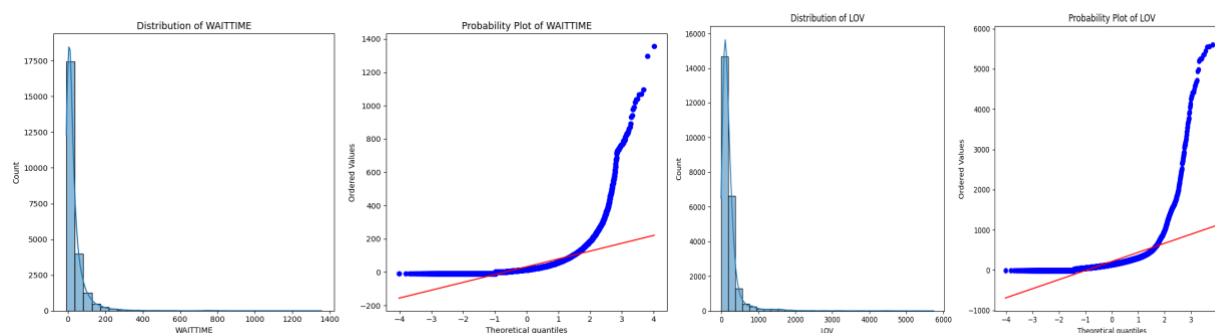 Distribution of WAITTIME
Count
17500
15000
12500
10000
7500
5000
2500
0
0 200 400 600 800 1000 1200 1400
WAITTIME
Probability Plot of WAITTIME
Ordered Values
1400
1200
1000
800
600
400
200
0
−200
−4 −3 −2 −1 0 1 2 3 4
Theoretical quantiles
Distribution of LOV
Count
16000
14000
12000
10000
8000
6000
4000
2000
0
0 1000 2000 3000 4000 5000 6000
LOV
Probability Plot of LOV
Ordered Values
6000
5000
4000
3000
2000
1000
0
−1000
−4 −3 −2 −1 0 1 2 3
Theoretical quantiles